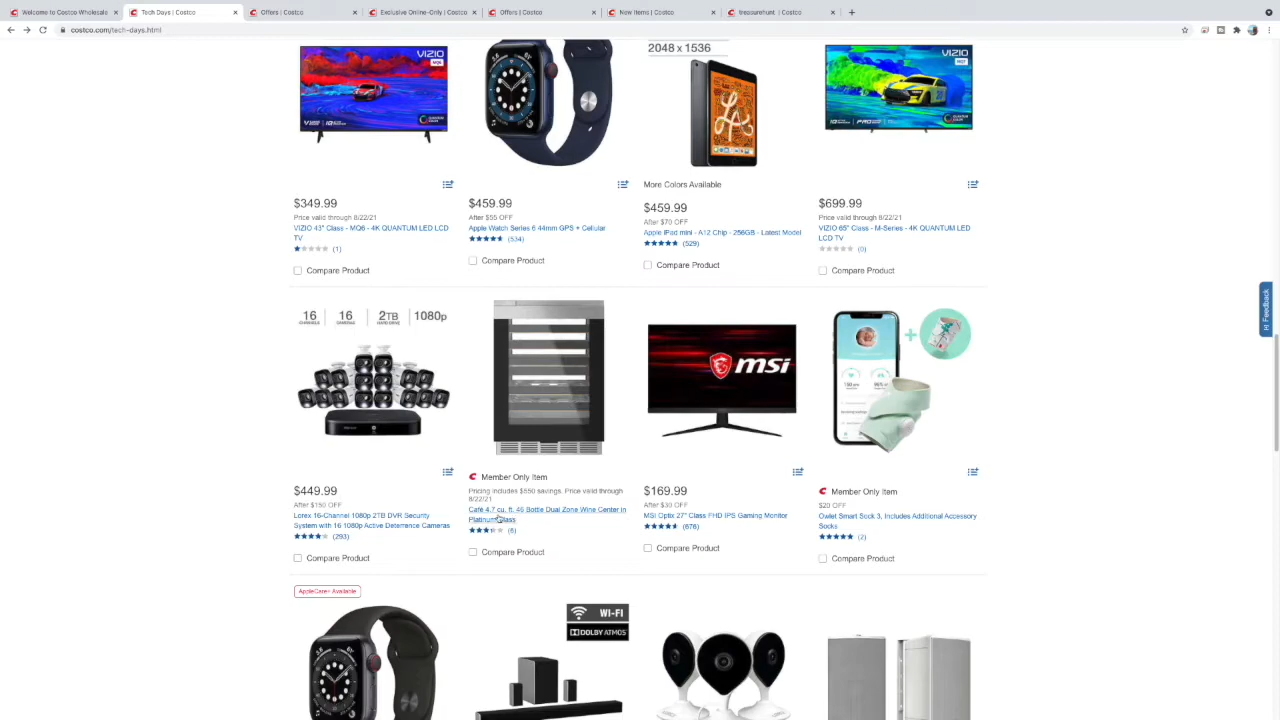 Welcome to Costco Wholesale
Tech Days | Costco
Offers | Costco
Exclusive Online-Only | Costco
Offers | Costco
New Items | Costco
treasurehunt | Costco
costco.com/tech-days.html
VIZIO
VIZIO
2048 x 1536
More Colors Available
$349.99
Price valid through 8/22/21
VIZIO 43" Class - MQ6 - 4K QUANTUM LED LCD
TV
(1)
Compare Product
$459.99
After $55 OFF
Apple Watch Series 6 44mm GPS + Cellular
(534)
Compare Product
$459.99
After $70 OFF
Apple iPad mini - A12 Chip - 256GB - Latest Model
(529)
Compare Product
$699.99
Price valid through 8/22/21
VIZIO 65" Class - M-Series - 4K QUANTUM LED
LCD TV
(0)
Compare Product
Feedback
16 CHANNELS
16 CAMERAS
2TB HARD DRIVE
1080p
msi
$449.99
After $150 OFF
Lorex 16-Channel 1080p 2TB DVR Security
System with 16 1080p Active Deterrence Cameras
(293)
Compare Product
Member Only Item
Pricing includes $550 savings. Price valid through
8/22/21
Café 4.7 cu. ft. 46 Bottle Dual Zone Wine Center in
Platinum Glass
(6)
Compare Product
$169.99
After $30 OFF
MSI Optix 27" Class FHD IPS Gaming Monitor
(676)
Compare Product
Member Only Item
$20 OFF
Owlet Smart Sock 3, Includes Additional Accessory
Socks
(2)
Compare Product
AppleCare+ Available
WI-FI
DOLBY ATMOS